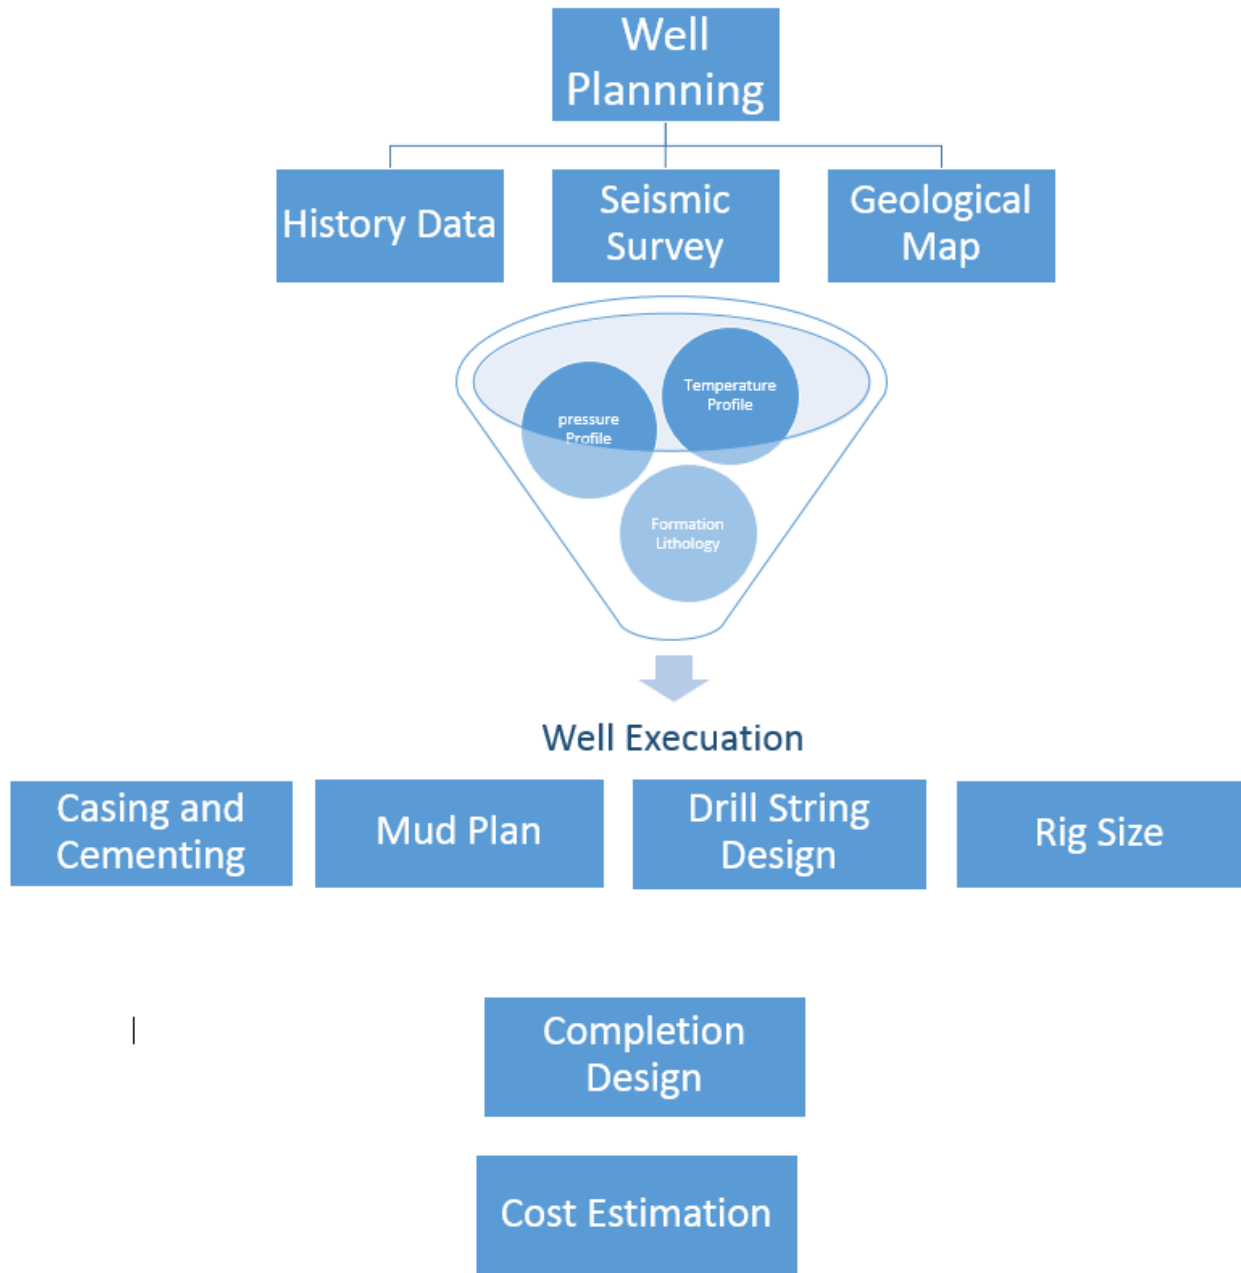 Well
Plannning
History Data
Seismic
Survey
Geological
Map
Temperature
Profile
pressure
Profile
Formation
Lithology
Well Execuation
Casing and
Cementing
Mud Plan
Drill String
Design
Rig Size
Completion
Design
Cost Estimation